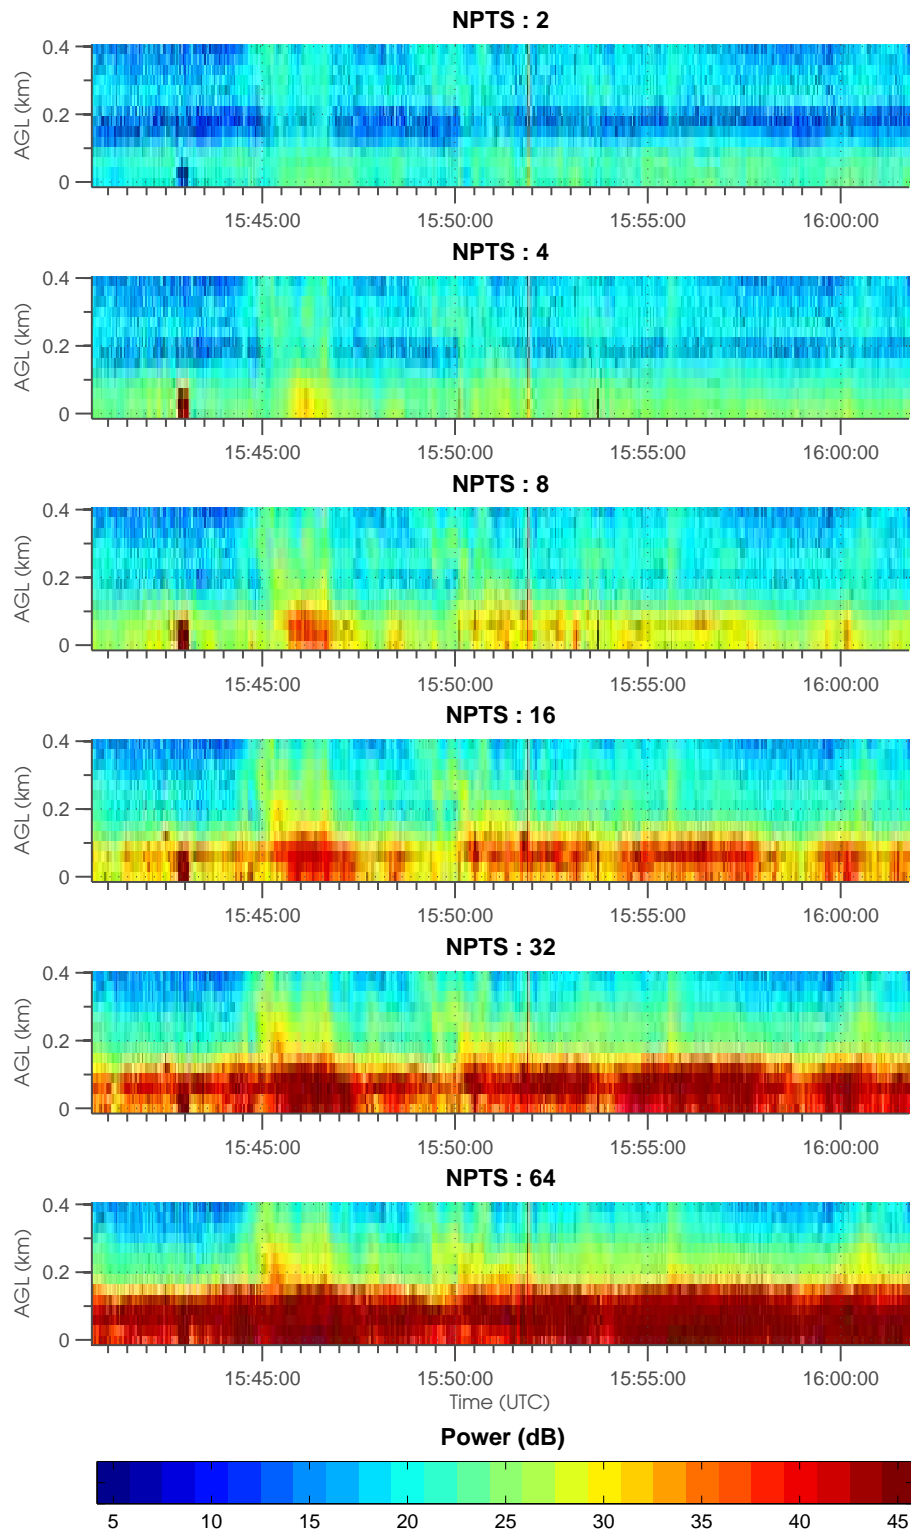 NPTS : 2
0.4
0.2
0
AGL (km)
15:45:00 15:50:00 15:55:00 16:00:00
NPTS : 4
0.4
0.2
0
AGL (km)
15:45:00 15:50:00 15:55:00 16:00:00
NPTS : 8
0.4
0.2
0
AGL (km)
15:45:00 15:50:00 15:55:00 16:00:00
NPTS : 16
0.4
0.2
0
AGL (km)
15:45:00 15:50:00 15:55:00 16:00:00
NPTS : 32
0.4
0.2
0
AGL (km)
15:45:00 15:50:00 15:55:00 16:00:00
NPTS : 64
0.4
0.2
0
AGL (km)
15:45:00 15:50:00 15:55:00 16:00:00
Time (UTC)
Power (dB)
5 10 15 20 25 30 35 40 45